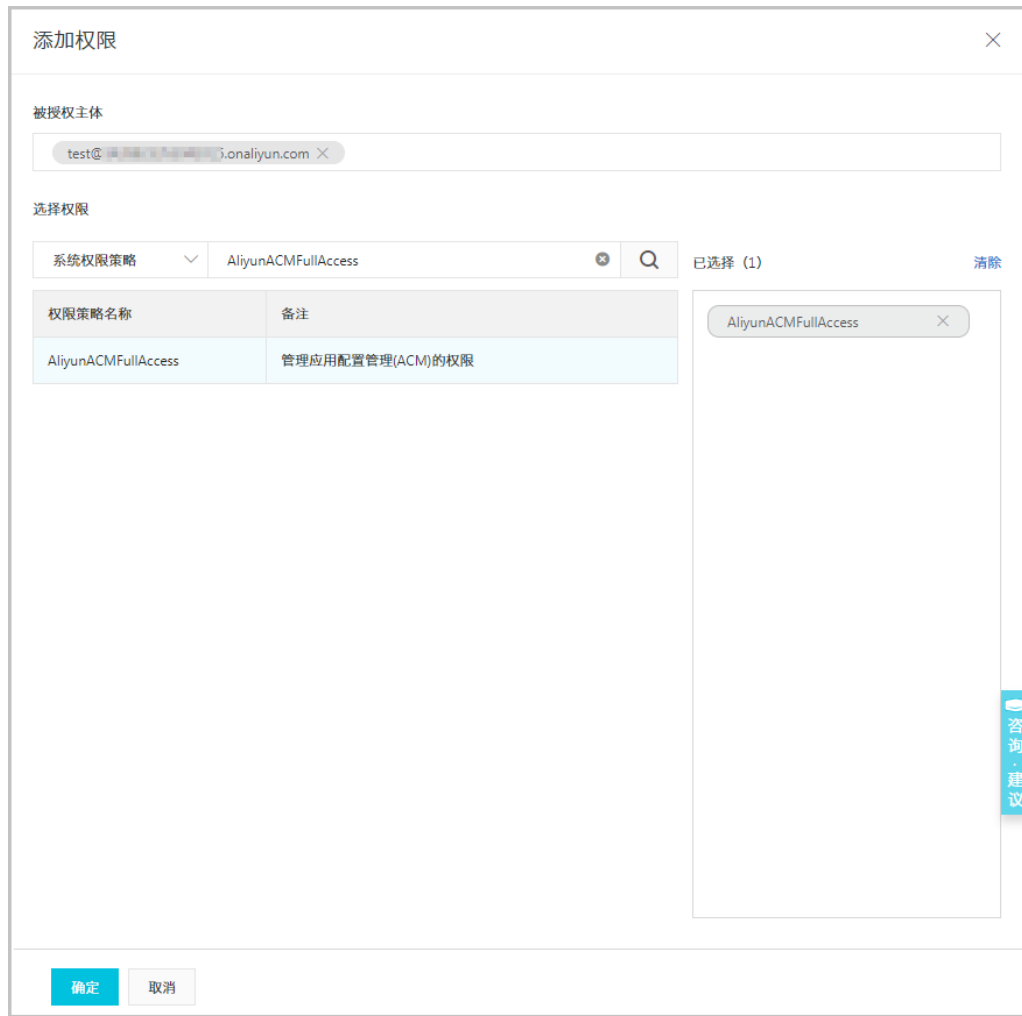 添加权限
被授权主体
test@ .onaliyun.com
选择权限
系统权限策略 AliyunACMFullAccess
已选择（1） 清除
权限策略名称 备注
AliyunACMFullAccess 管理应用配置管理(ACM)的权限
AliyunACMFullAccess
咨询·建议
确定 取消